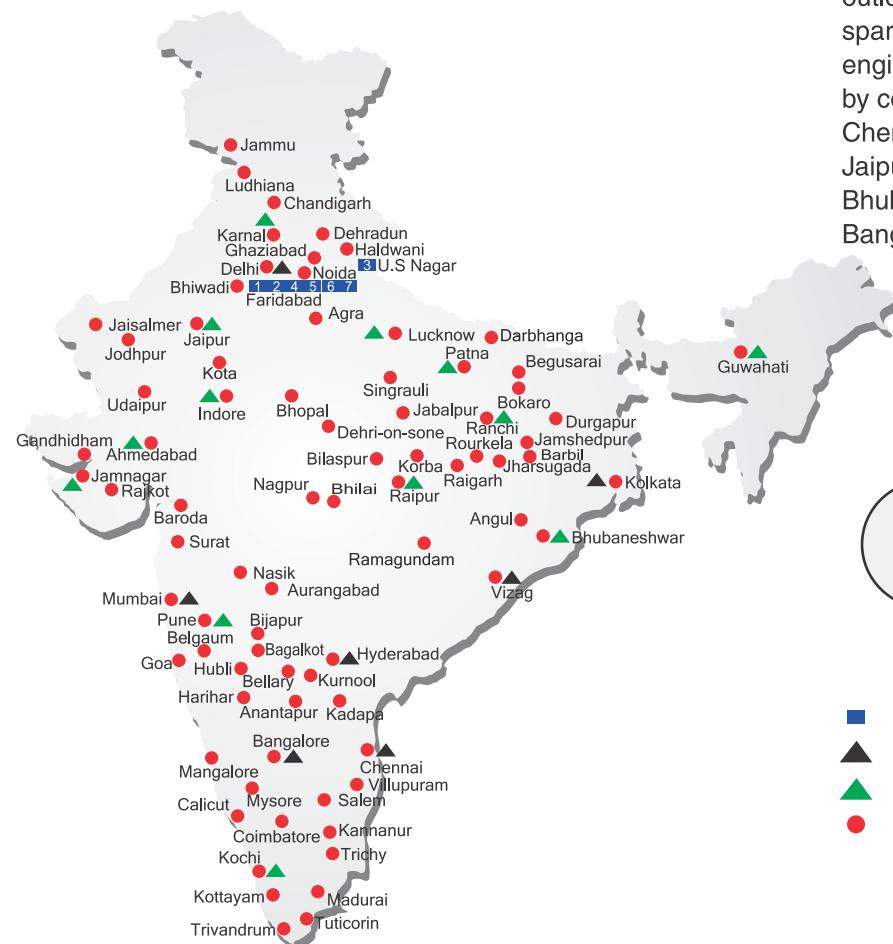 spar
engi
by co
Cher
Jaipu
Bhul
Bang
Jammu
Ludhiana
Chandigarh
Karnal
Dehradun
Ghaziabad
Haldwani
Delhi
Noida
3 U.S Nagar
Bhiwadi
1 2 4 5 6 7
Faridabad
Agra
Jaisalmer
Jaipur
Jodhpur
Lucknow
Darbhanga
Patna
Guwahati
Kota
Begusarai
Singrauli
Udaipur
Indore
Bhopal
Bokaro
Jabalpur
Ranchi
Durgapur
Dehri-on-sone
Gandhidham
Ahmedabad
Rourkela
Jamshedpur
Bilaspur
Korba
Barbil
Raigarh
Jharsugada
Jamnagar
Rajkot
Nagpur
Bhilai
Raipur
Kolkata
Baroda
Angul
Surat
Bhubaneshwar
Ramagundam
Nasik
Aurangabad
Vizag
Mumbai
Pune
Bijapur
Belgaum
Bagalkot
Hyderabad
Goa
Hubli
Bellary
Kurnool
Harihar
Anantapur
Kadapa
Bangalore
Mangalore
Chennai
Villupuram
Mysore
Salem
Calicut
Coimbatore
Kannanur
Kochi
Trichy
Kottayam
Madurai
Trivandrum
Tuticorin